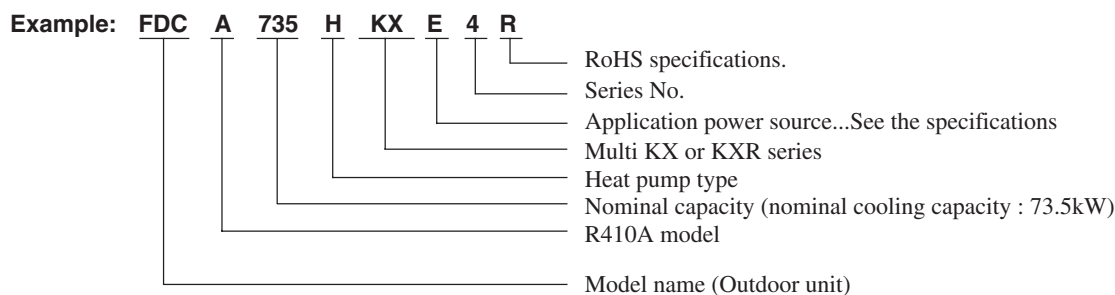 Example: FDC A 735 H KX E 4 R
RoHS specifications.
Series No.
Application power source...See the specifications
Multi KX or KXR series
Heat pump type
Nominal capacity (nominal cooling capacity : 73.5kW)
R410A model
Model name (Outdoor unit)